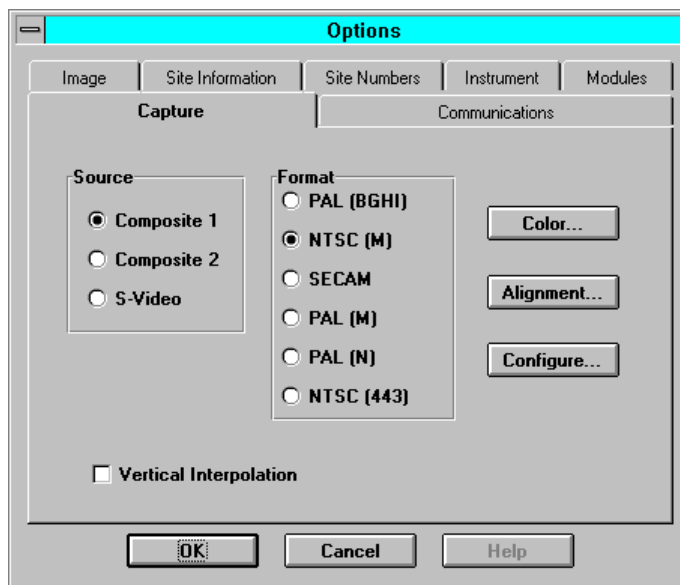 Options
Image Site Information Site Numbers Instrument Modules
Capture Communications
Source
Composite 1
Composite 2
S-Video
Format
PAL (BGHI)
NTSC (M)
SECAM
PAL (M)
PAL (N)
NTSC (443)
Color...
Alignment...
Configure...
Vertical Interpolation
OK Cancel Help